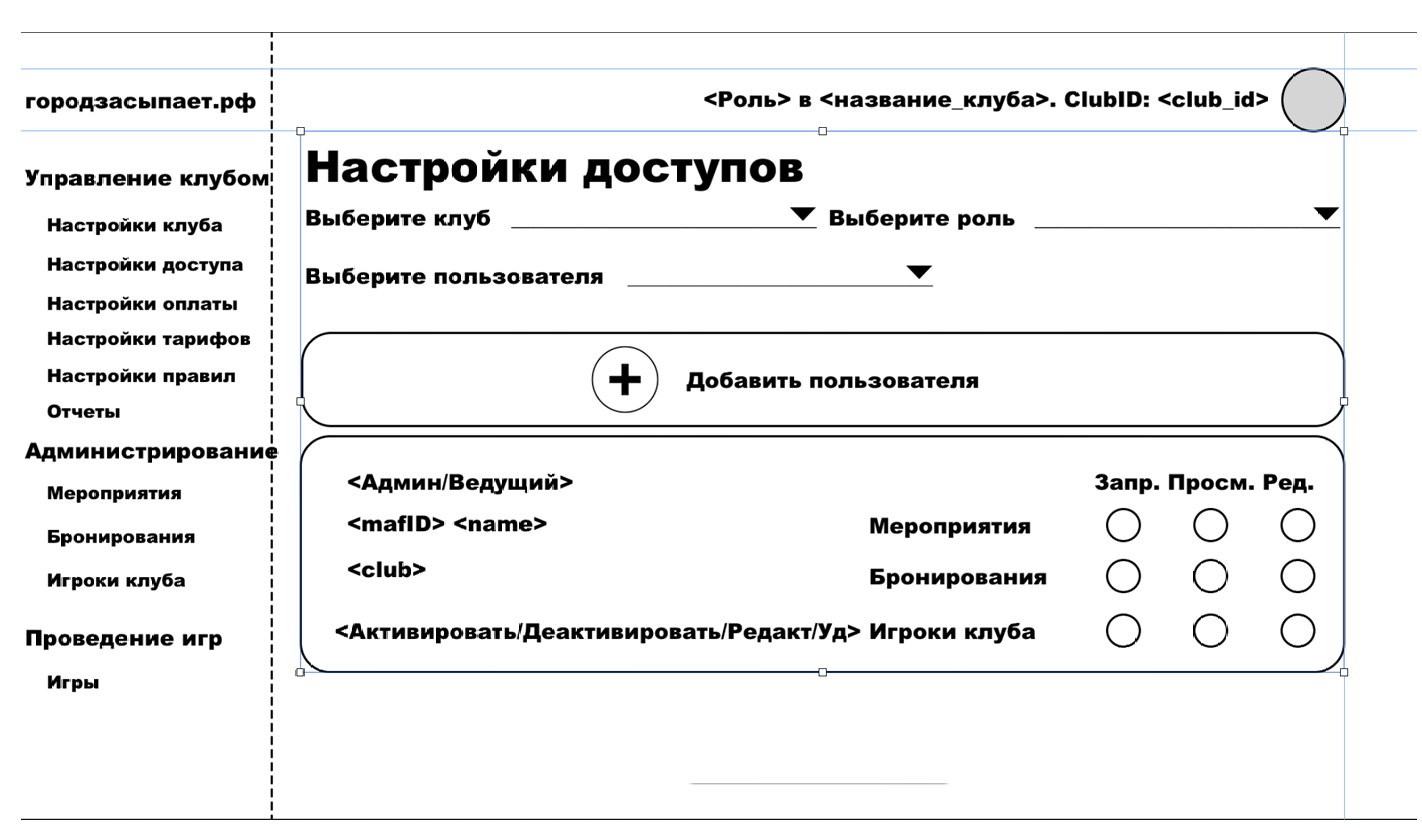 городзасыпает.рф
<Роль> в <название_клуба>. ClubID: <club_id>
Управление клубом
Настройки клуба
Настройки доступа
Настройки оплаты
Настройки тарифов
Настройки правил
Отчеты
Администрирование
Мероприятия
Бронирования
Игроки клуба
Проведение игр
Игры
Настройки доступов
Выберите клуб
Выберите роль
Выберите пользователя
Добавить пользователя
<Админ/Ведущий>
Запр. Просм. Ред.
<mafID> <name>
Мероприятия
<club>
Бронирования
<Активировать/Деактивировать/Редакт/Уд>
Игроки клуба